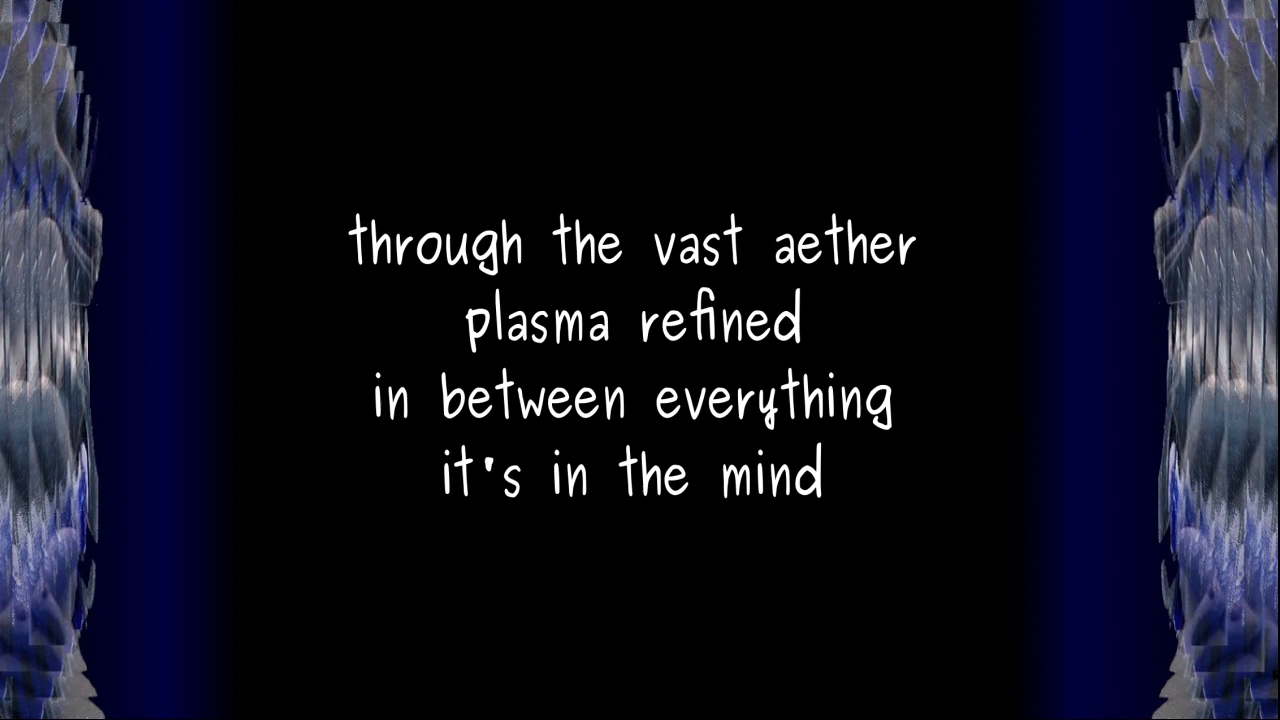 through the vast aether
plasma refined
in between everything
it's in the mind